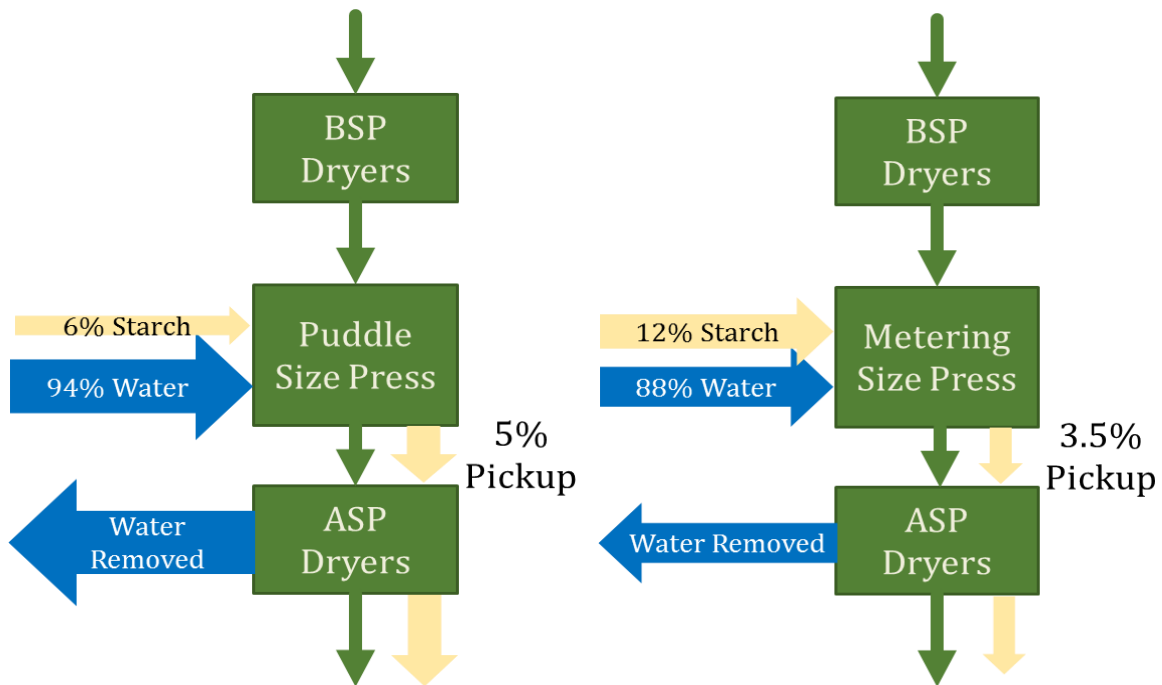 BSP
Dryers
6% Starch
94% Water
Puddle
Size Press
5%
Pickup
Water
Removed
ASP
Dryers
BSP
Dryers
12% Starch
88% Water
Metering
Size Press
3.5%
Pickup
Water Removed
ASP
Dryers